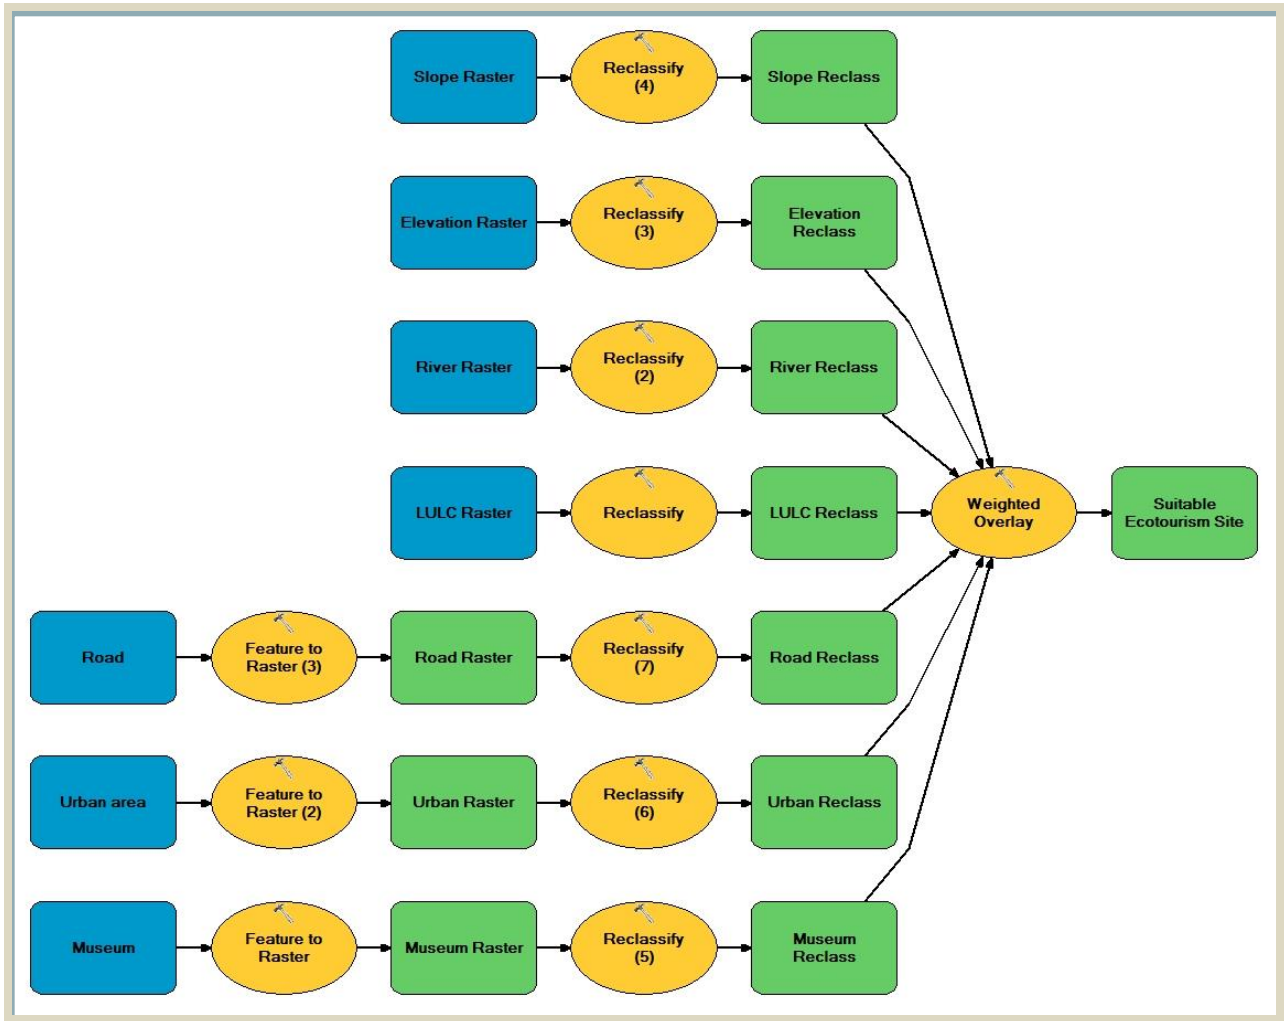 Slope Raster
Reclassify
(4)
Slope Reclass
Elevation Raster
Reclassify
(3)
Elevation
Reclass
River Raster
Reclassify
(2)
River Reclass
LULC Raster
Reclassify
LULC Reclass
Weighted
Overlay
Suitable
Ecotourism Site
Road
Feature to
Raster (3)
Road Raster
Reclassify
(7)
Road Reclass
Urban area
Feature to
Raster (2)
Urban Raster
Reclassify
(6)
Urban Reclass
Museum
Feature to
Raster
Museum Raster
Reclassify
(5)
Museum
Reclass